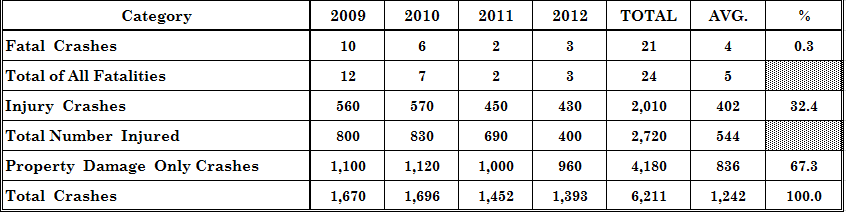 Category 2009 2010 2011 2012 TOTAL AVG. %
Fatal Crashes 10 6 2 3 21 4 0.3
Total of All Fatalities 12 7 2 3 24 5
Injury Crashes 560 570 450 430 2,010 402 32.4
Total Number Injured 800 830 690 400 2,720 544
Property Damage Only Crashes 1,100 1,120 1,000 960 4,180 836 67.3
Total Crashes 1,670 1,696 1,452 1,393 6,211 1,242 100.0